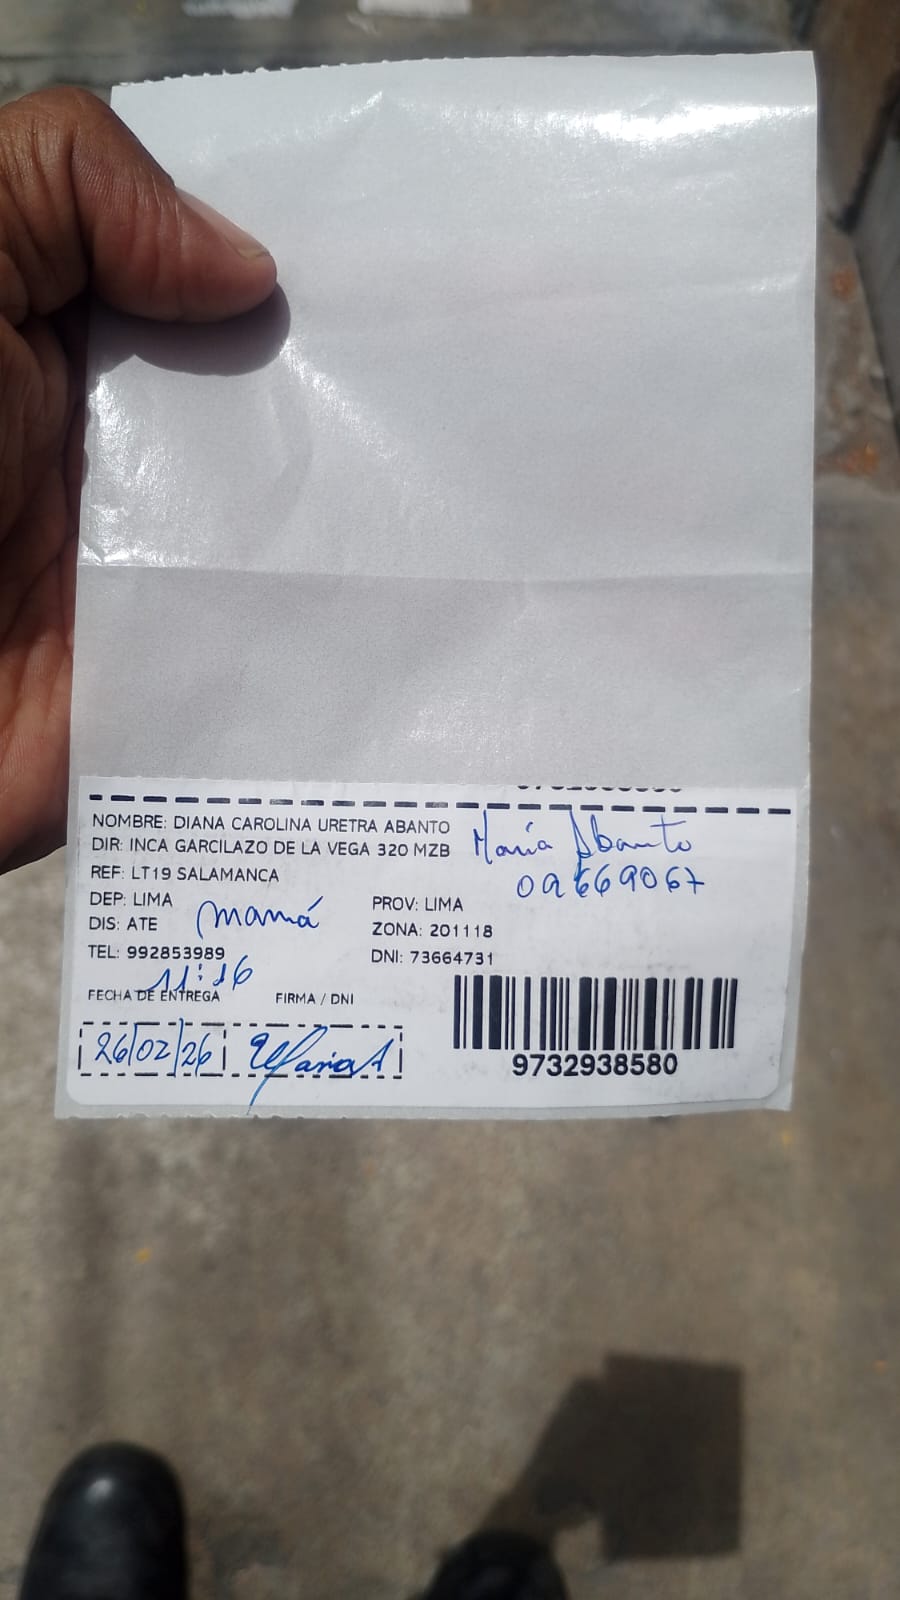 NOMBRE: DIANA CAROLINA URETRA ABANTO
María Abanto
DIR: INCA GARCILAZO DE LA VEGA 320 MZB
09669067
REF: LT19 SALAMANCA
DEP: LIMA
PROV: LIMA
mamá
DIS: ATE
ZONA: 201118
TEL: 992853989
DNI: 73664731
11:16
FECHA DE ENTREGA
FIRMA / DNI
26/02/26
María A
9732938580